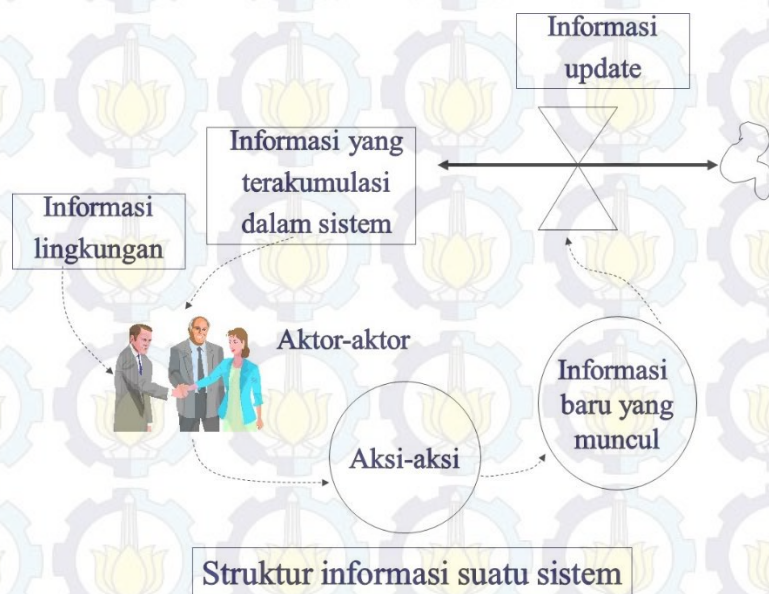 Informasi
update
Informasi yang
terakumulasi
dalam sistem
Informasi
lingkungan
Aktor-aktor
Aksi-aksi
Informasi
baru yang
muncul
Struktur informasi suatu sistem